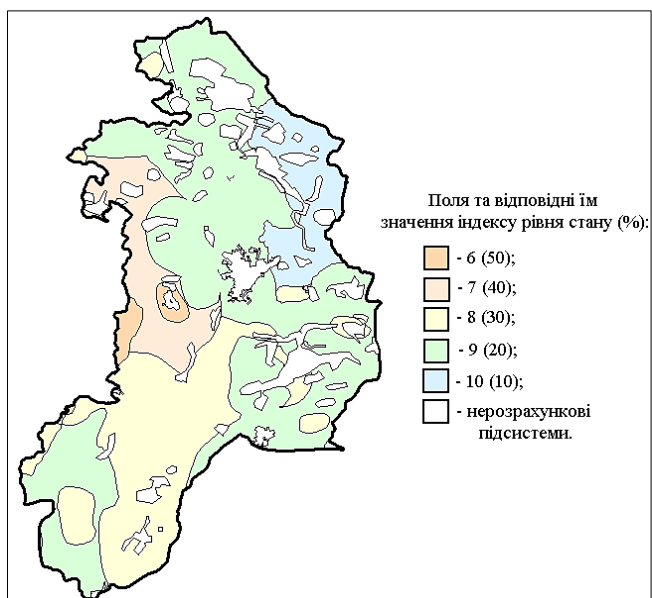 Поля та відповідні їм
значення індексу рівня стану (%):
- 6 (50);
- 7 (40);
- 8 (30);
- 9 (20);
- 10 (10);
- нерозрахункові
підсистеми.